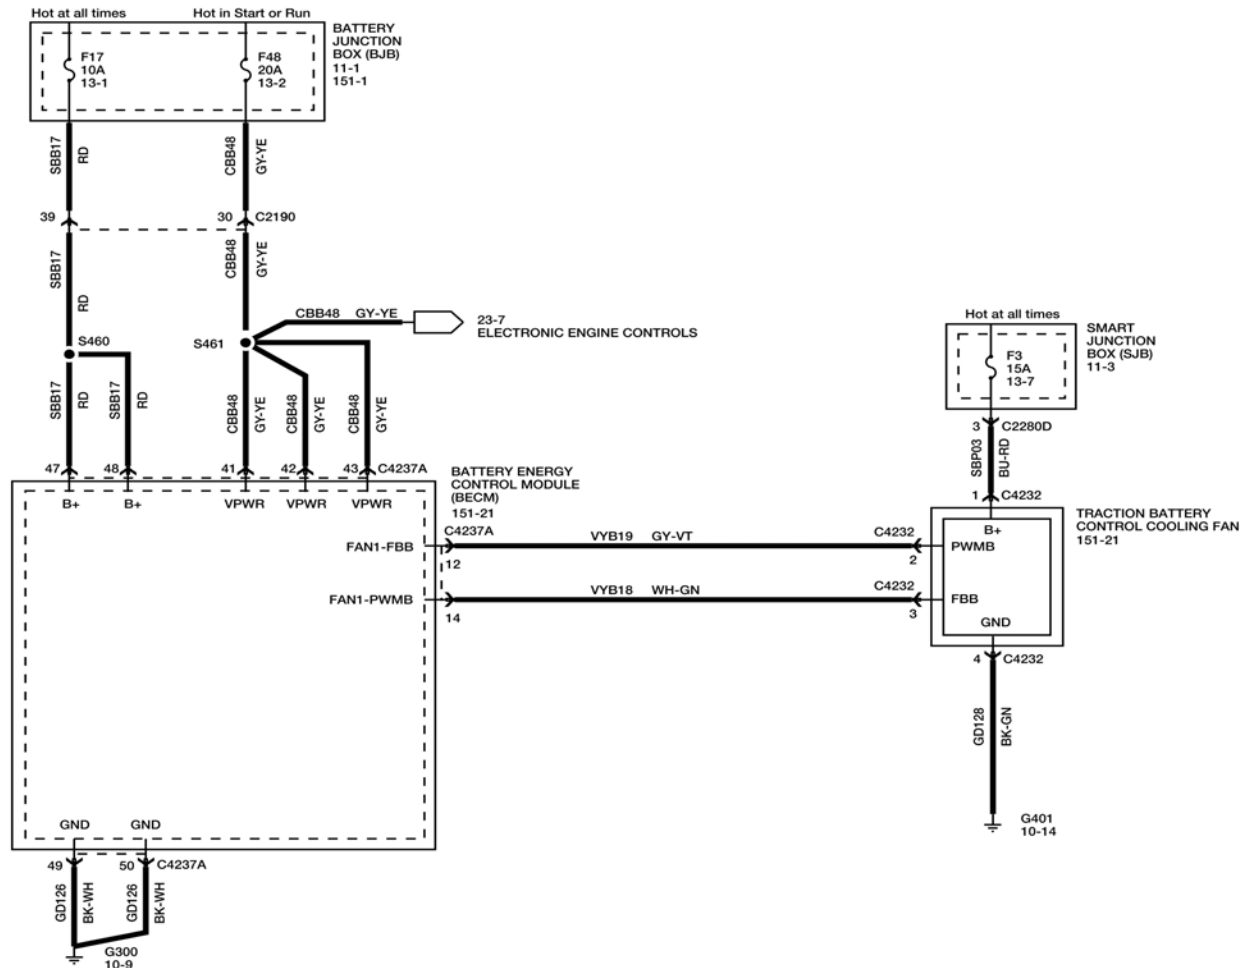 Hot at all times
Hot in Start or Run
F17
10A
13-1
F48
20A
13-2
BATTERY
JUNCTION
BOX (BJB)
11-1
151-1
SBB17
RD
CBB48
GY-YE
39
30
C2190
SBB17
RD
CBB48
GY-YE
CBB48 GY-YE
23-7
ELECTRONIC ENGINE CONTROLS
S460
S461
SBB17
RD
SBB17
RD
CBB48
GY-YE
CBB48
GY-YE
CBB48
47
48
41
42
43
C4237A
B+
B+
VPWR
VPWR
VPWR
BATTERY ENERGY
CONTROL MODULE
(BECM)
151-21
C4237A
FAN1-FBB
12
VYB19 GY-VT
C4232
2
FAN1-PWMB
14
VYB18 WH-GN
C4232
3
Hot at all times
F3
15A
13-7
SMART
JUNCTION
BOX (SJB)
11-3
3
C2280D
SBP03
BU-RD
1
C4232
TRACTION BATTERY
CONTROL COOLING FAN
151-21
B+
PWMB
FBB
GND
4
C4232
GD128
BK-GN
G401
10-14
GND
GND
49
50
C4237A
GD126
BK-WH
GD126
BK-WH
G300
10-9